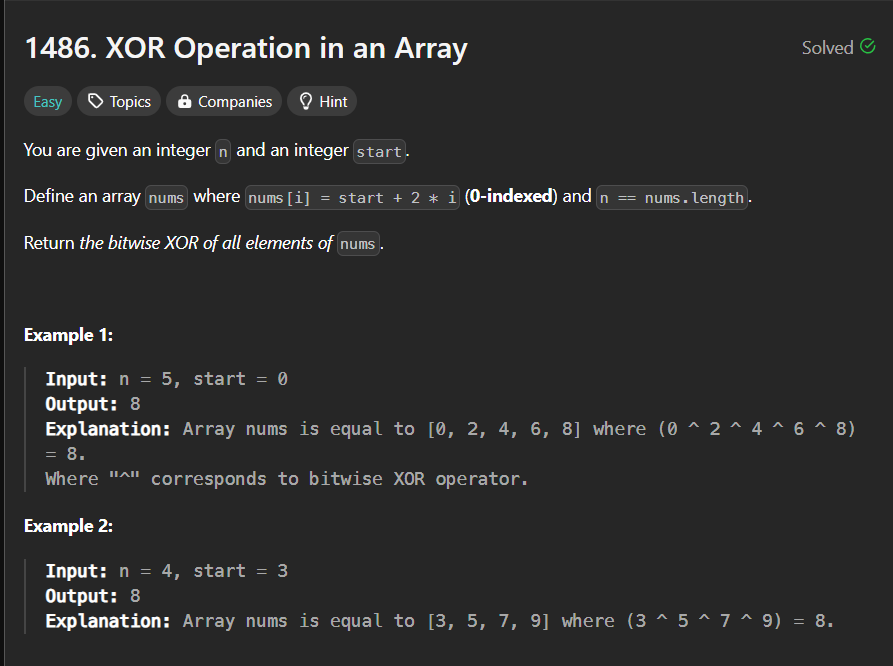 1486. XOR Operation in an Array
Solved
Easy Topics Companies Hint
You are given an integer n and an integer start.
Define an array nums where nums[i] = start + 2 * i (0-indexed) and n == nums.length.
Return the bitwise XOR of all elements of nums.
Example 1:
Input: n = 5, start = 0
Output: 8
Explanation: Array nums is equal to [0, 2, 4, 6, 8] where (0 ^ 2 ^ 4 ^ 6 ^ 8)
= 8.
Where "^" corresponds to bitwise XOR operator.
Example 2:
Input: n = 4, start = 3
Output: 8
Explanation: Array nums is equal to [3, 5, 7, 9] where (3 ^ 5 ^ 7 ^ 9) = 8.